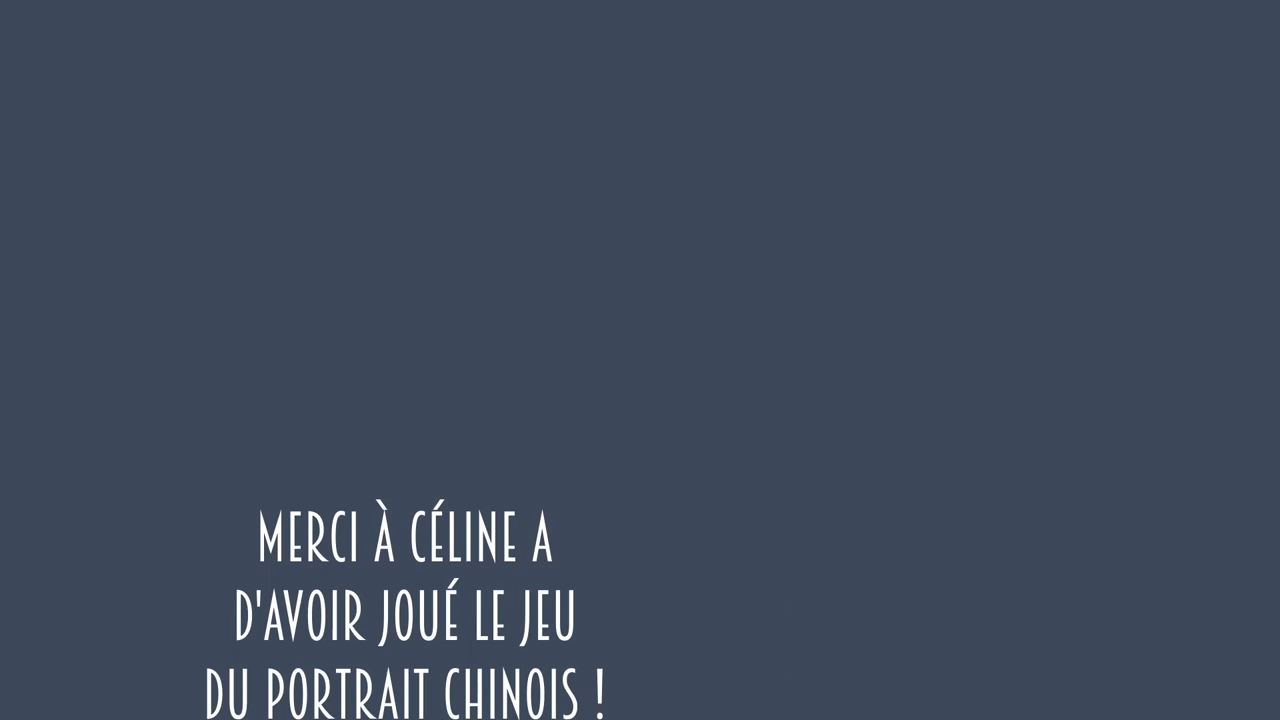 MERCI À CÉLINE A
D'AVOIR JOUÉ LE JEU
DU PORTRAIT CHINOIS !